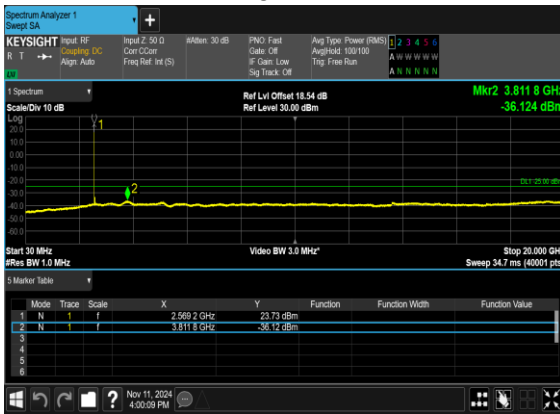 Spectrum Analyzer 1
Swept SA
KEYSIGHT
R T
Input: RF
Coupling: DC
Align: Auto
Input Z: 50 Ω
Corr CCorr
Freq Ref: Int (S)
#Atten: 30 dB
PNO: Fast
Gate: Off
IF Gain: Low
Sig Track: Off
Avg Type: Power (RMS)
Avg|Hold: 100/100
Trig: Free Run
1 2 3 4 5 6
A W W W W W
A N N N N N
1 Spectrum
Scale/Div 10 dB
Ref Lvl Offset 18.54 dB
Ref Level 30.00 dBm
Mkr2 3.811 8 GHz
-36.124 dBm
Log
20.0
10.0
0.00
-10.0
-20.0
-30.0
-40.0
-50.0
-60.0
1
2
Start 30 MHz
#Res BW 1.0 MHz
Video BW 3.0 MHz*
Stop 20.000 GH
Sweep 34.7 ms (40001 pts
5 Marker Table
Mode Trace Scale X Y Function Function Width Function Value
1 N 1 f 2.569 2 GHz 23.73 dBm
2 N 1 f 3.811 8 GHz -36.12 dBm
3
4
5
6
?
Nov 11, 2024
4:00:09 PM